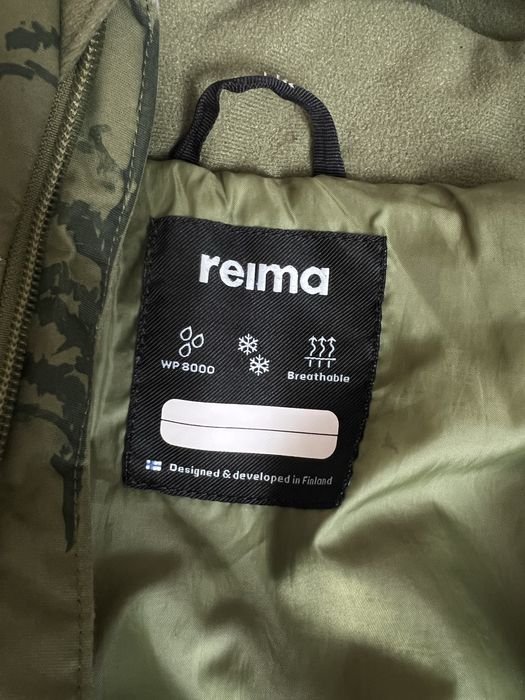 reima
WP 8000
Breathable
Designed & developed in Finland